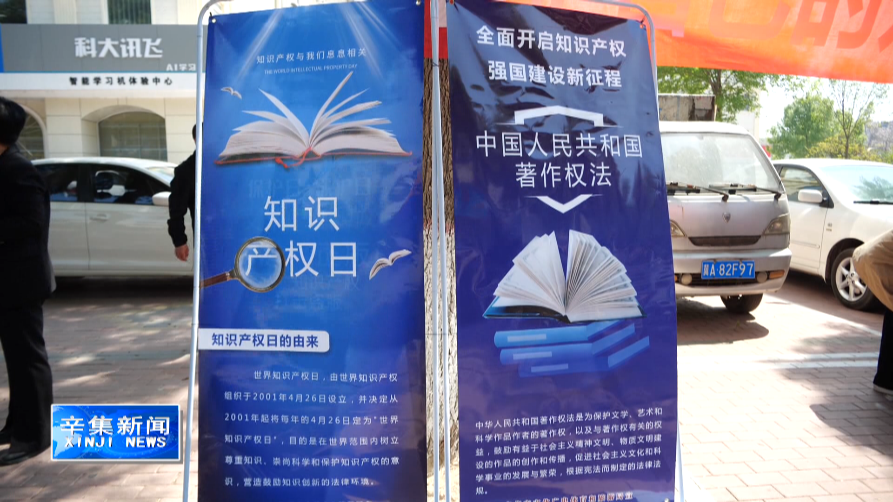 科大讯飞
A1学习
智能学习机体验中心
知识产权与我们息息相关
THE WORLD INTELLECTUAL PROPERTY DAY
知识
产权日
知识产权日的由来
世界知识产权日，由世界知识产权
组织于2001年4月26日设立，并决定从
2001年起将每年的4月26日定为“世界
知识产权日”，目的是在世界范围内树立
尊重知识、崇尚科学和保护知识产权的意
识，营造鼓励知识创新的法律环境。
全面开启知识产权
强国建设新征程
中国人民共和国
著作权法
中华人民共和国著作权法是为保护文学、艺术和
科学作品作者的著作权，以及与著作权有关的权
益，鼓励有益于社会主义精神文明、物质文明建
设的作品的创作和传播，促进社会主义文化和科
学事业的发展与繁荣，根据宪法而制定的法律法
规。
冀A·82F97
辛集新闻
XINJI NEWS